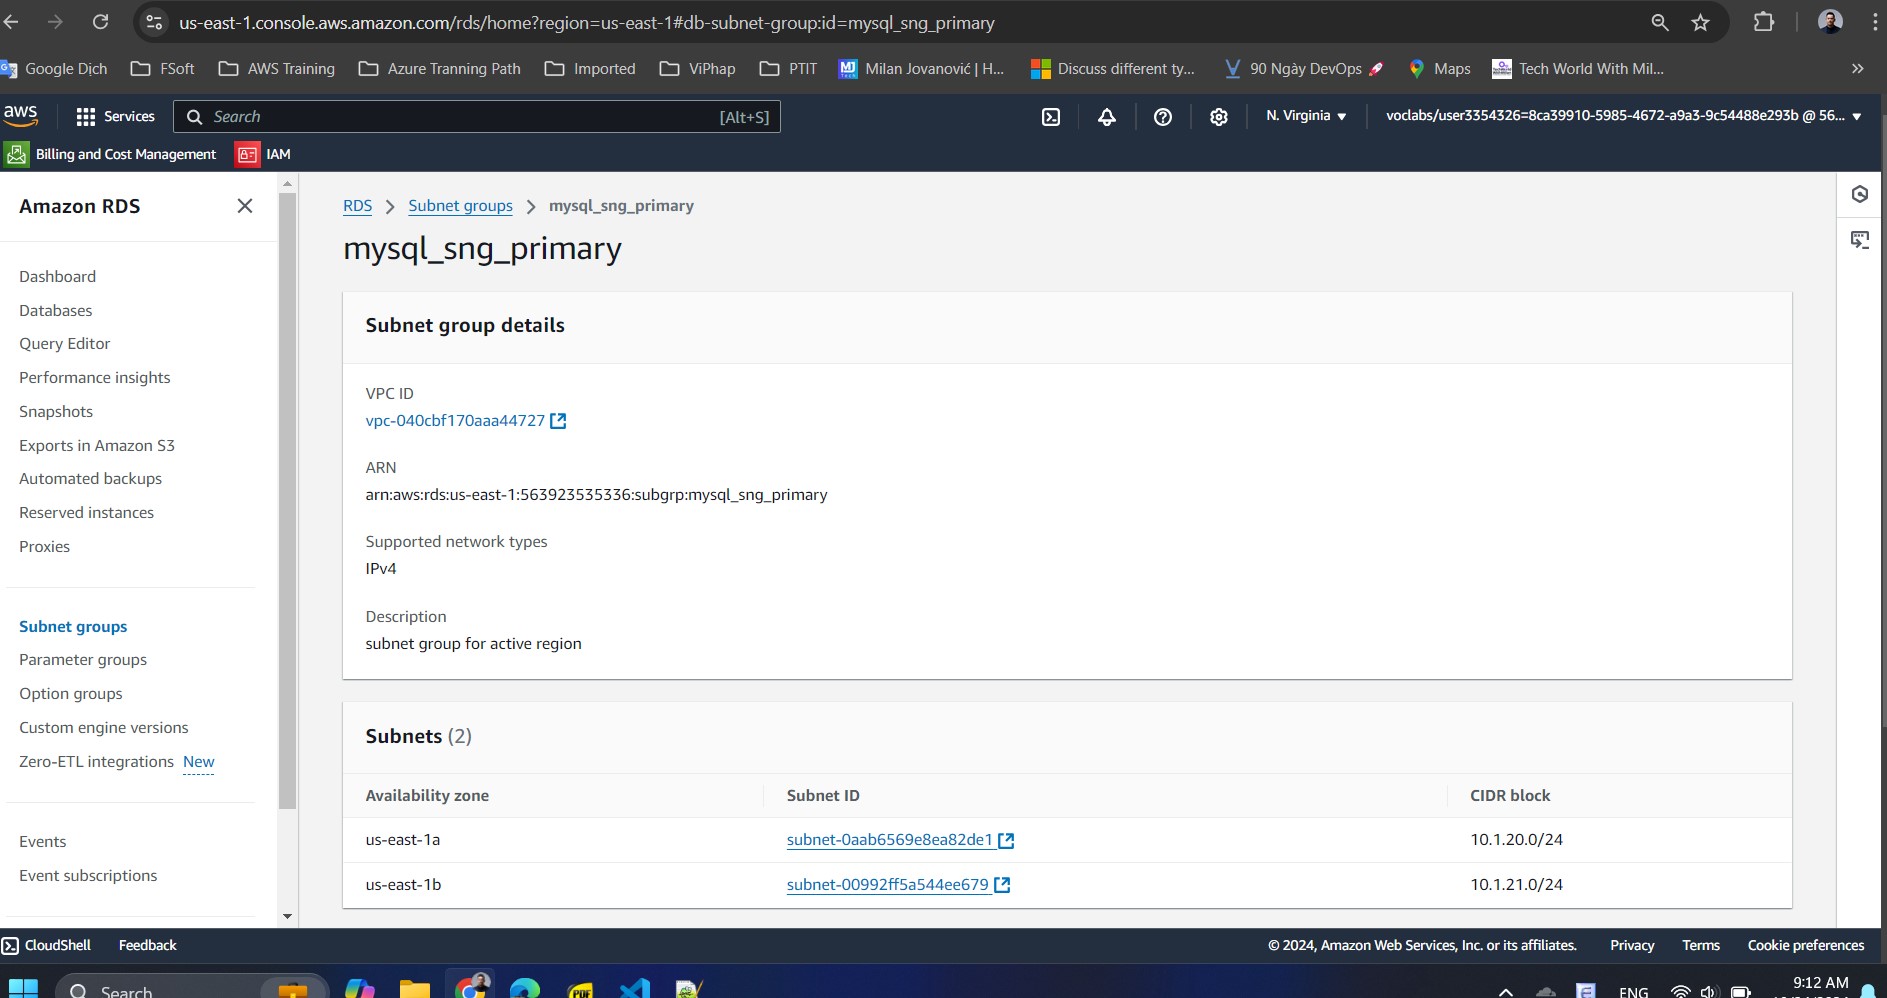 us-east-1.console.aws.amazon.com/rds/home?region=us-east-1#db-subnet-group:id=mysql_sng_primary
Google Dịch FSoft AWS Training Azure Tranning Path Imported ViPhap PTIT Milan Jovanović | H... Discuss different ty... 90 Ngày DevOps Maps Tech World With Mil... »
aws Services Search [Alt+S] N. Virginia voclabs/user3354326=8ca39910-5985-4672-a9a3-9c54488e293b @ 56...
Billing and Cost Management IAM
Amazon RDS
Dashboard
Databases
Query Editor
Performance insights
Snapshots
Exports in Amazon S3
Automated backups
Reserved instances
Proxies
Subnet groups
Parameter groups
Option groups
Custom engine versions
Zero-ETL integrations New
Events
Event subscriptions
RDS > Subnet groups > mysql_sng_primary
mysql_sng_primary
Subnet group details
VPC ID
vpc-040cbf170aaa44727
ARN
arn:aws:rds:us-east-1:563923535336:subgrp:mysql_sng_primary
Supported network types
IPv4
Description
subnet group for active region
Subnets (2)
Availability zone Subnet ID CIDR block
us-east-1a subnet-0aab6569e8ea82de1 10.1.20.0/24
us-east-1b subnet-00992ff5a544ee679 10.1.21.0/24
CloudShell Feedback © 2024, Amazon Web Services, Inc. or its affiliates. Privacy Terms Cookie preferences
Search ENG 9:12 AM